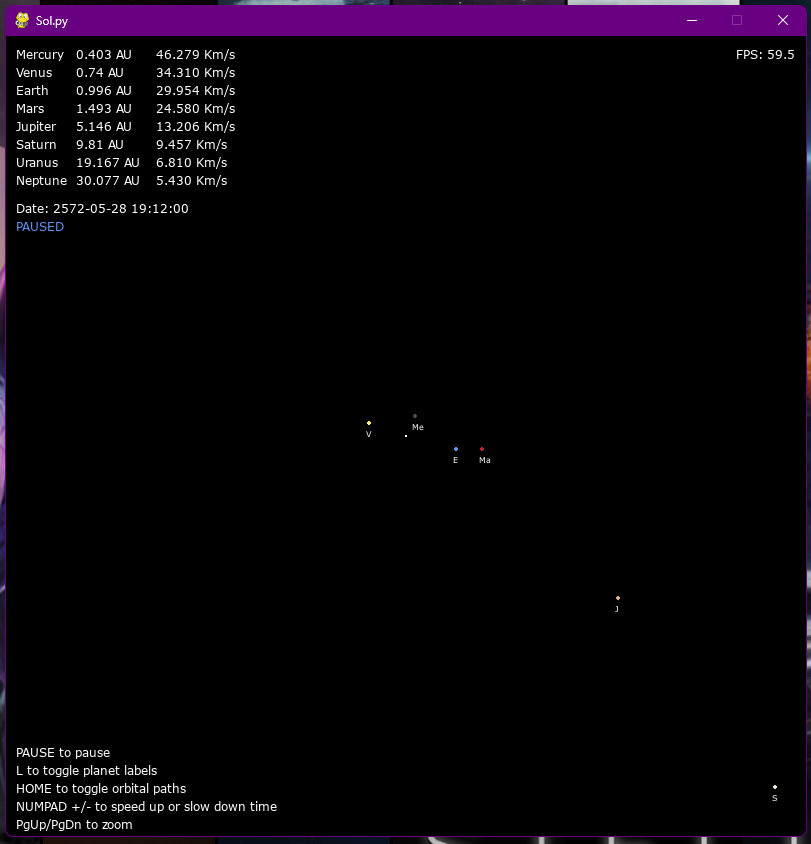 Sol.py
Mercury 0.403 AU 46.279 Km/s
Venus 0.74 AU 34.310 Km/s
Earth 0.996 AU 29.954 Km/s
Mars 1.493 AU 24.580 Km/s
Jupiter 5.146 AU 13.206 Km/s
Saturn 9.81 AU 9.457 Km/s
Uranus 19.167 AU 6.810 Km/s
Neptune 30.077 AU 5.430 Km/s
FPS: 59.5
Date: 2572-05-28 19:12:00
PAUSED
Me
V
E
Ma
J
S
PAUSE to pause
L to toggle planet labels
HOME to toggle orbital paths
NUMPAD +/- to speed up or slow down time
PgUp/PgDn to zoom